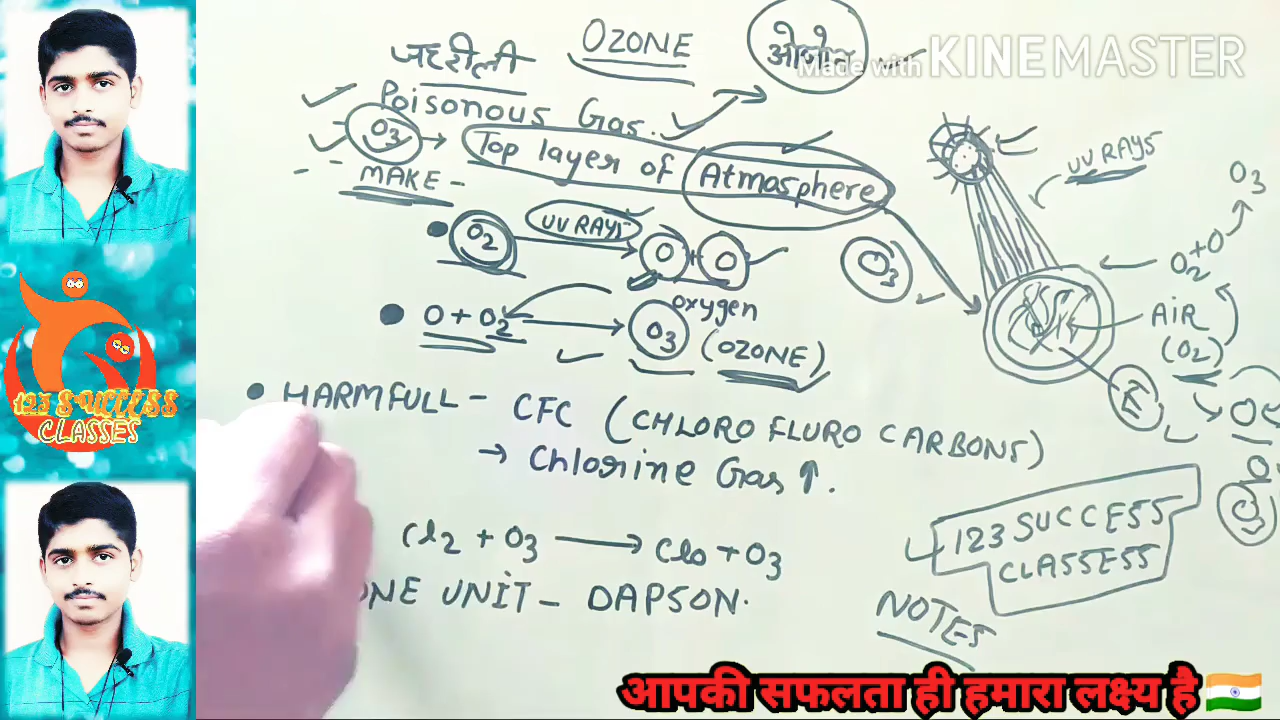 OZONE
ओजोन
Made with KINEMASTER
जहरीली
Poisonous Gas.
O3 → Top layer of Atmosphere
MAKE -
O2 UV RAYS → O + O
oxygen
O + O2 → O3 (OZONE)
O3
UV RAYS
O3
O2+O
AIR
(O2)
E
HARMFULL - CFC (CHLORO FLURO CARBONS)
→ Chlorine Gas ↑.
Cl2 + O3 → Clo + O3
UNIT - DAPSON.
123 SUCCESS
CLASSESS
NOTES
123 SUCCESS
CLASSES
आपकी सफलता ही हमारा लक्ष्य है